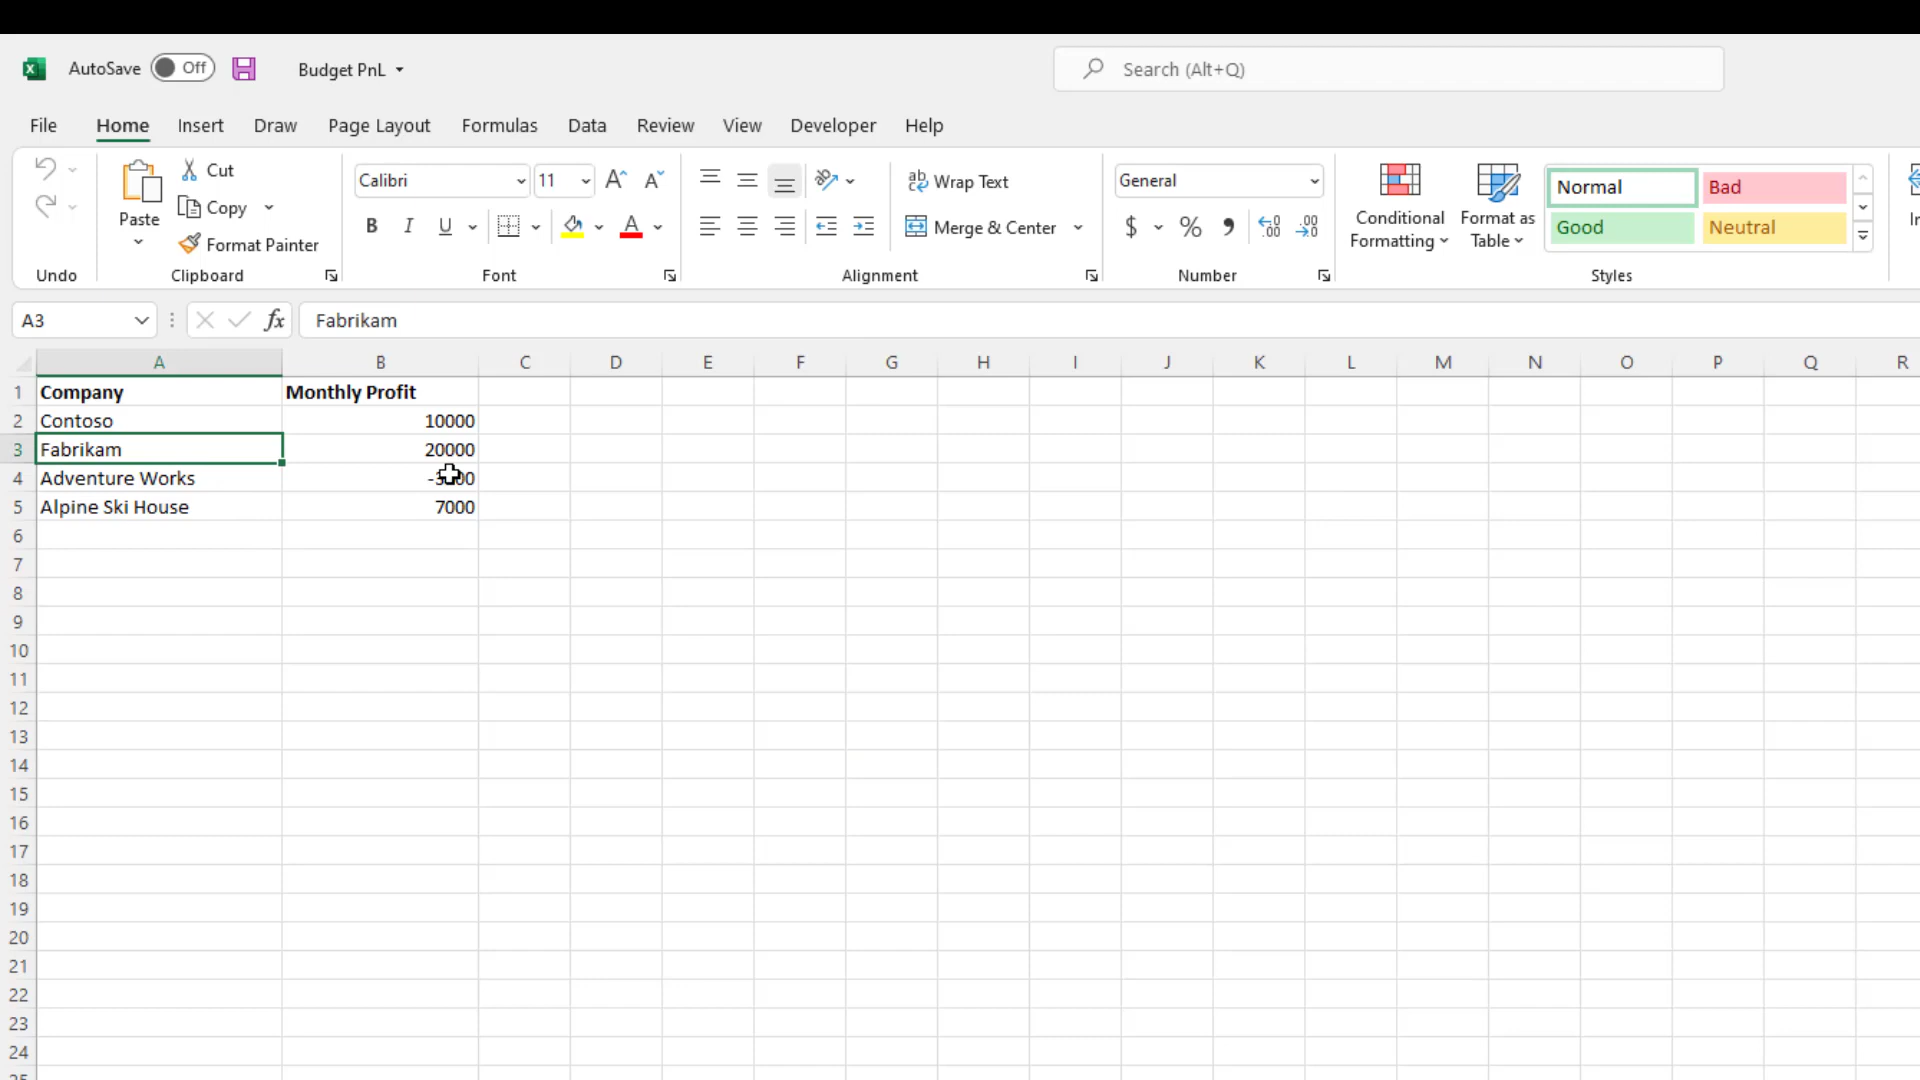 AutoSave Off Budget PnL Search (Alt+Q)
File Home Insert Draw Page Layout Formulas Data Review View Developer Help
Paste Cut Copy Format Painter
Calibri 11
B I U A
ab Wrap Text
Merge & Center
General
$ % , .00 .00
Conditional Formatting
Format as Table
Normal Bad
Good Neutral
Undo Clipboard Font Alignment Number Styles
A3 fx Fabrikam
A B C D E F G H I J K L M N O P Q R
1 Company Monthly Profit
2 Contoso 10000
3 Fabrikam 20000
4 Adventure Works
5 Alpine Ski House 7000
6
7
8
9
10
11
12
13
14
15
16
17
18
19
20
21
22
23
24